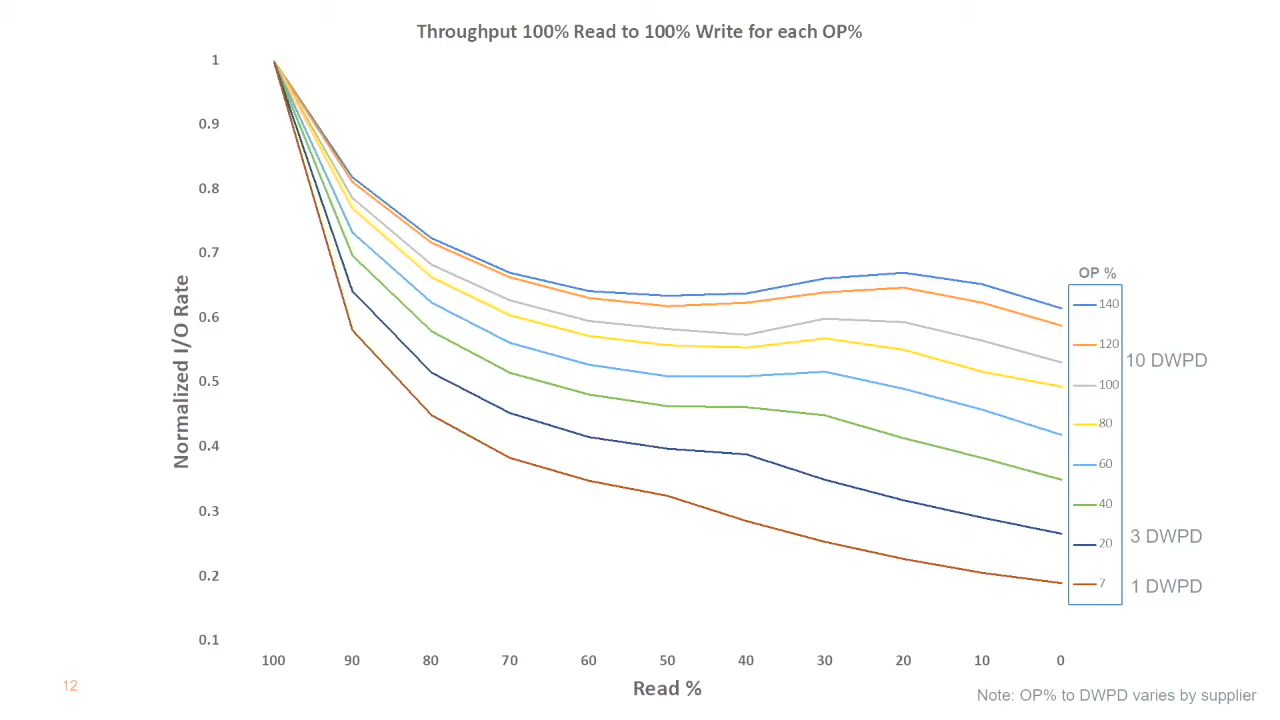 Throughput 100% Read to 100% Write for each OP%
1
0.9
0.8
0.7
0.6
0.5
0.4
0.3
0.2
0.1
Normalized I/O Rate
100 90 80 70 60 50 40 30 20 10 0
Read %
OP %
140
120
100
80
60
40
20
7
10 DWPD
3 DWPD
1 DWPD
12
Note: OP% to DWPD varies by supplier